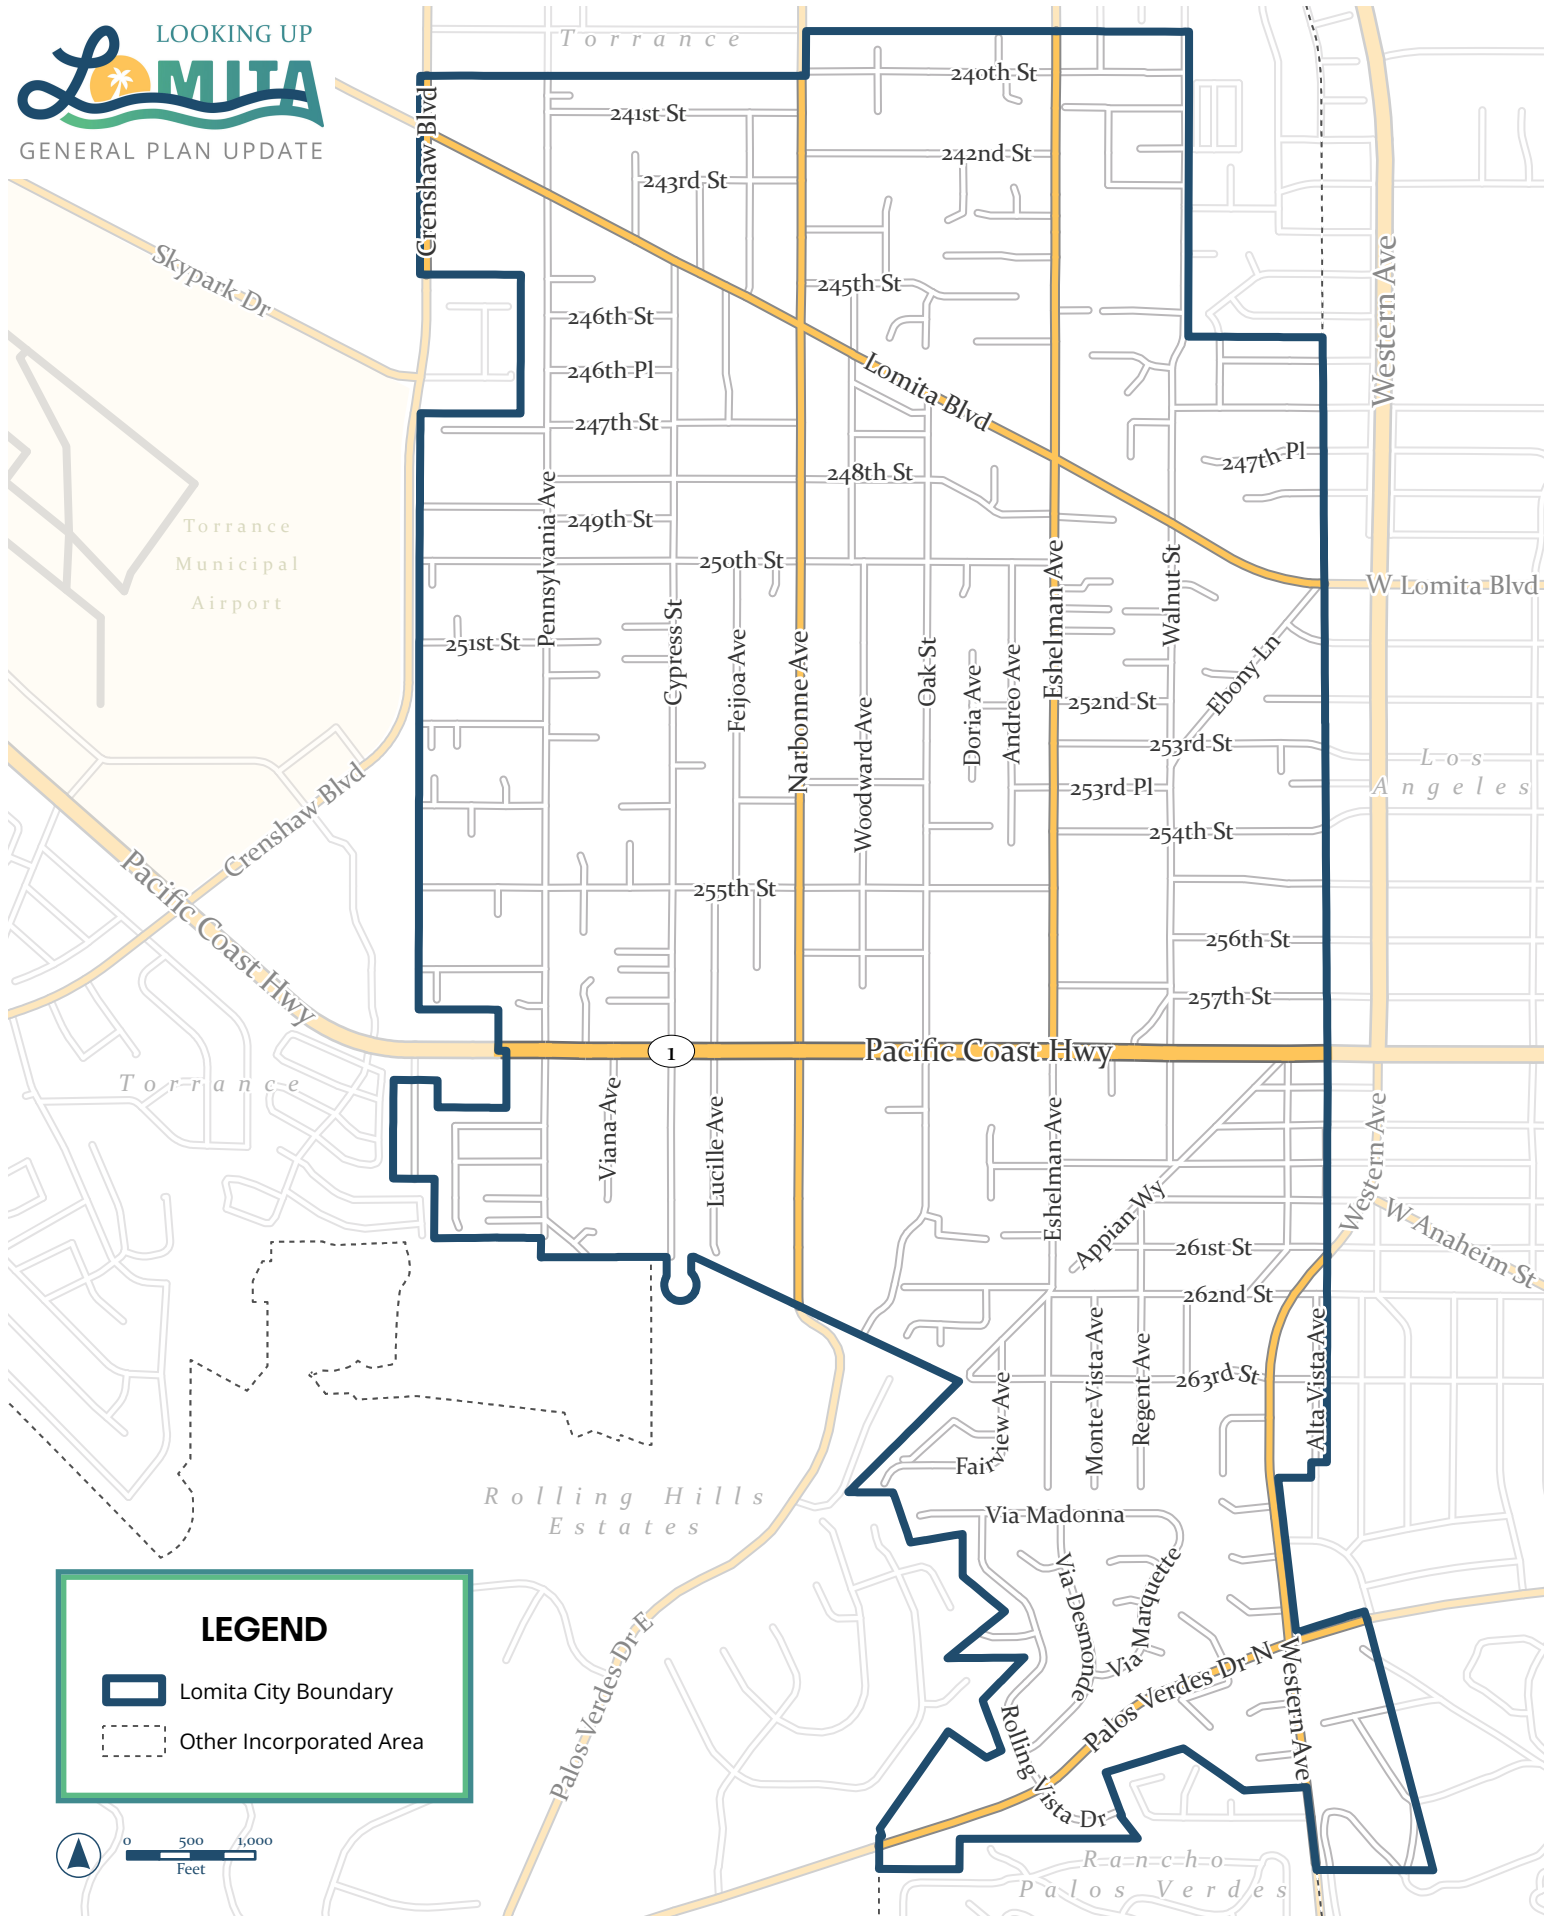 LOOKING UP
LOMITA
GENERAL PLAN UPDATE
Torrance
240th St
241st St
Crenshaw Blvd
242nd St
243rd St
Skypark Dr
Western Ave
245th St
246th St
246th Pl
Lomita Blvd
247th St
247th Pl
248th St
Pennsylvania Ave
249th St
Torrance
Municipal
Airport
250th St
Eshelman Ave
Walnut St
W Lomita Blvd
251st St
Cypress St
Feijoa Ave
Narbonne Ave
Oak St
Doria Ave
Andreo Ave
Ebony Ln
252nd St
253rd St
Woodward Ave
253rd Pl
Los
Angeles
Crenshaw Blvd
254th St
Pacific Coast Hwy
255th St
256th St
257th St
1
Pacific Coast Hwy
Torrance
Viana Ave
Lucille Ave
Eshelman Ave
Western Ave
Appian Wy
W Anaheim St
261st St
262nd St
Monte Vista Ave
Regent Ave
Alta Vista Ave
263rd St
Fairview Ave
Rolling Hills
Estates
Via Madonna
Via Desmonde
Via Marquette
Palos Verdes Dr E
Palos Verdes Dr N
Western Ave
Rolling Vista Dr
Rancho
Palos Verdes
LEGEND
Lomita City Boundary
Other Incorporated Area
0 500 1,000
Feet